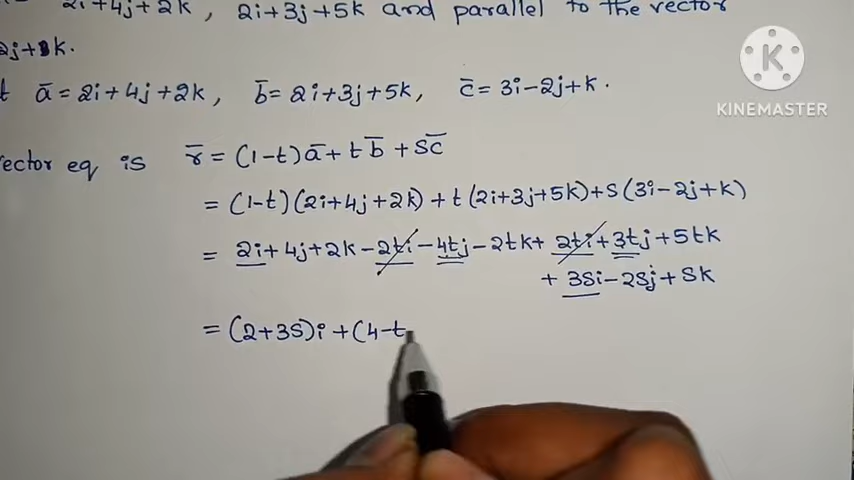 2i+4j+2k, 2i+3j+5k and parallel to the vector
2j+k.
t a̅ = 2i+4j+2k, b̅ = 2i+3j+5k, c̅ = 3i-2j+k.
ector eq is r̅ = (1-t)a̅ + t b̅ + s c̅
= (1-t)(2i+4j+2k) + t(2i+3j+5k) + s(3i-2j+k)
= 2i+4j+2k-2ti-4tj-2tk+2ti+3tj+5tk
+ 3si-2sj+sk
= (2+3s)i + (4-t
KINEMASTER